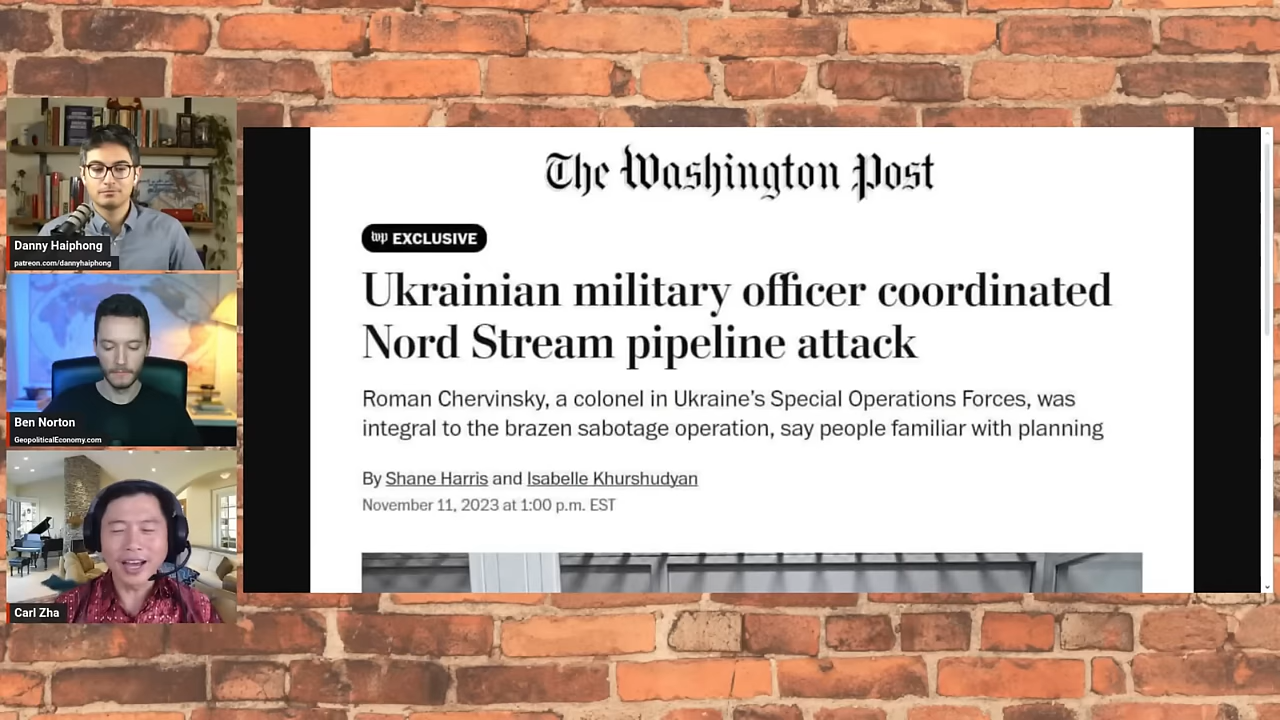 Danny Haiphong
patreon.com/dannyhaiphong
Ben Norton
GeopoliticalEconomy.com
Carl Zha
The Washington Post
wp EXCLUSIVE
Ukrainian military officer coordinated
Nord Stream pipeline attack
Roman Chervinsky, a colonel in Ukraine’s Special Operations Forces, was
integral to the brazen sabotage operation, say people familiar with planning
By Shane Harris and Isabelle Khurshudyan
November 11, 2023 at 1:00 p.m. EST